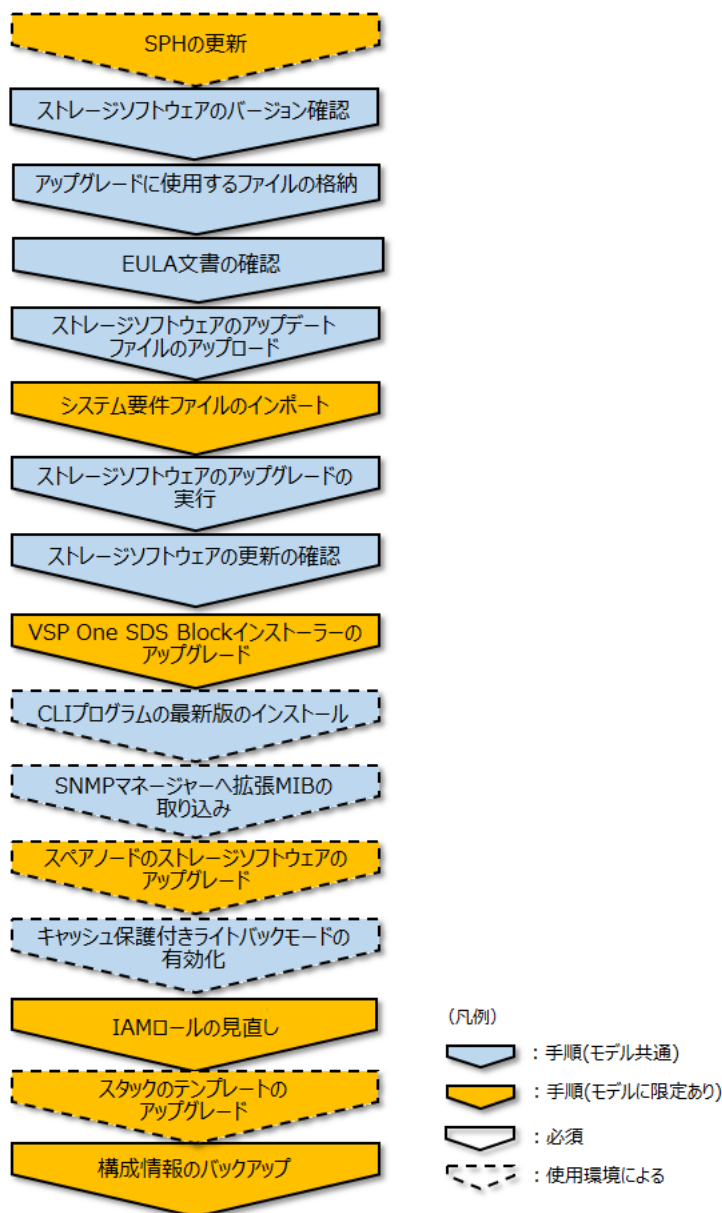 SPHの更新
ストレージソフトウェアのバージョン確認
アップグレードに使用するファイルの格納
EULA文書の確認
ストレージソフトウェアのアップデート
ファイルのアップロード
システム要件ファイルのインポート
ストレージソフトウェアのアップグレードの
実行
ストレージソフトウェアの更新の確認
VSP One SDS Blockインストーラーの
アップグレード
CLIプログラムの最新版のインストール
SNMPマネージャーへ拡張MIBの
取り込み
スペアノードのストレージソフトウェアの
アップグレード
キャッシュ保護付きライトバックモードの
有効化
IAMロールの見直し
スタックのテンプレートの
アップグレード
構成情報のバックアップ
（凡例）
：手順(モデル共通)
：手順(モデルに限定あり)
：必須
：使用環境による